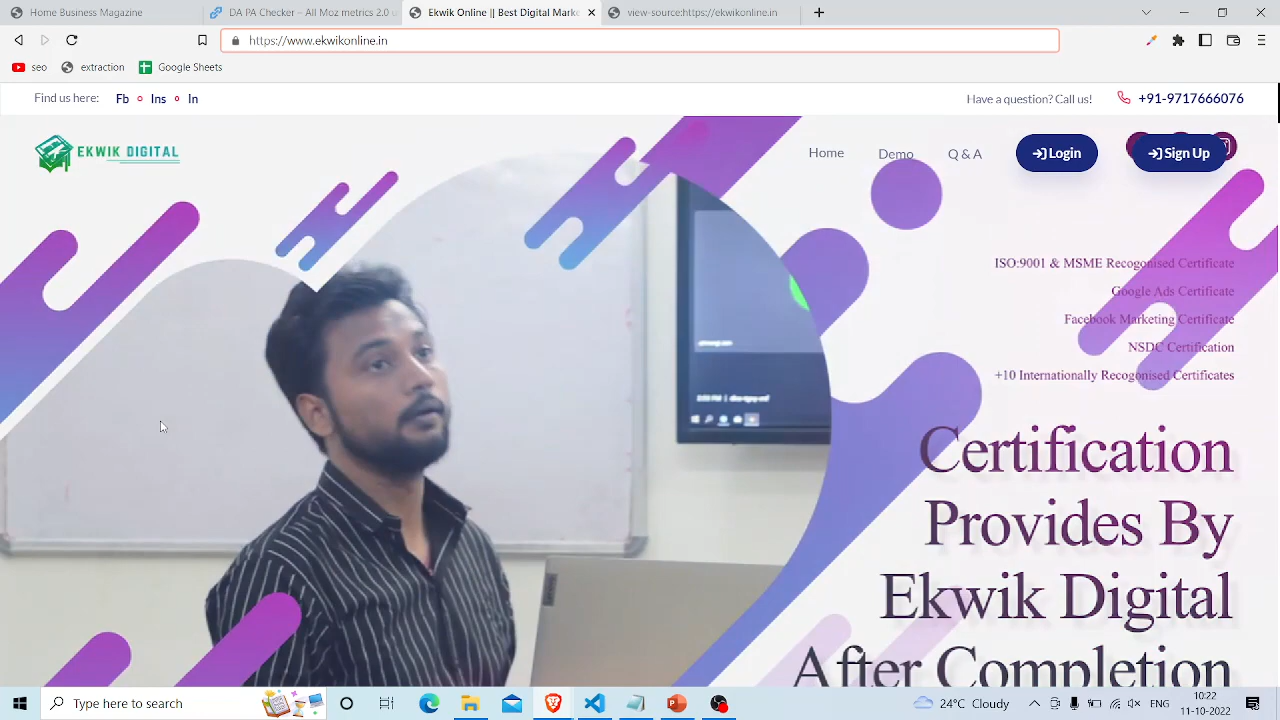 Home Business Magazine
DA PA Checker – All Moz metrics 2.0 u
Ekwik Online || Best Digital Marke
view-source:https://ekwikonline.in
https://www.ekwikonline.in
seo
extraction
Google Sheets
Find us here:
Fb
Ins
In
Have a question? Call us!
+91-9717666076
EKWIK DIGITAL
Home
Demo
Q & A
Login
Sign Up
ISO:9001 & MSME Recogonised Certificate
Google Ads Certificate
Facebook Marketing Certificate
NSDC Certification
+10 Internationally Recogonised Certificates
Certification
Provides By
Ekwik Digital
After Completion
Type here to search
24°C Cloudy
ENG
10:22
11-10-2022